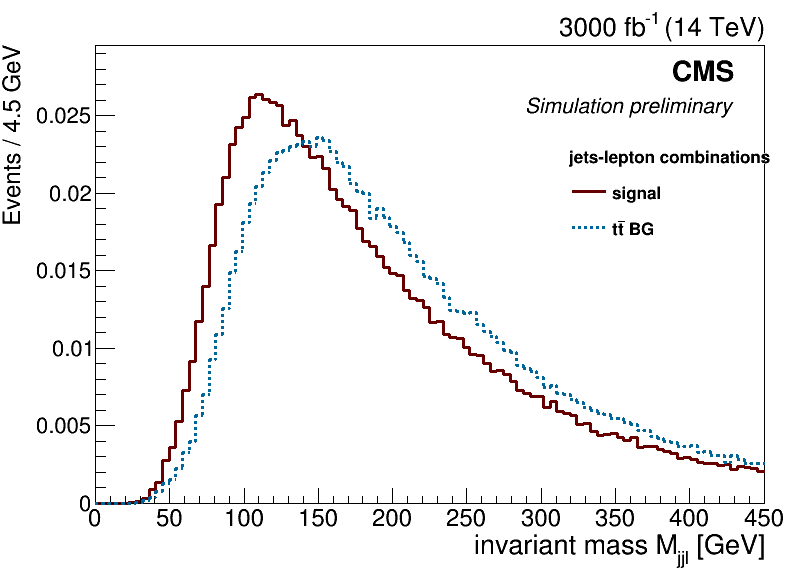 3000 fb⁻¹ (14 TeV)
CMS
Simulation preliminary
jets-lepton combinations
signal
tt̄ BG
Events / 4.5 GeV
0.025
0.02
0.015
0.01
0.005
0
0 50 100 150 200 250 300 350 400 450
invariant mass M_jjl [GeV]